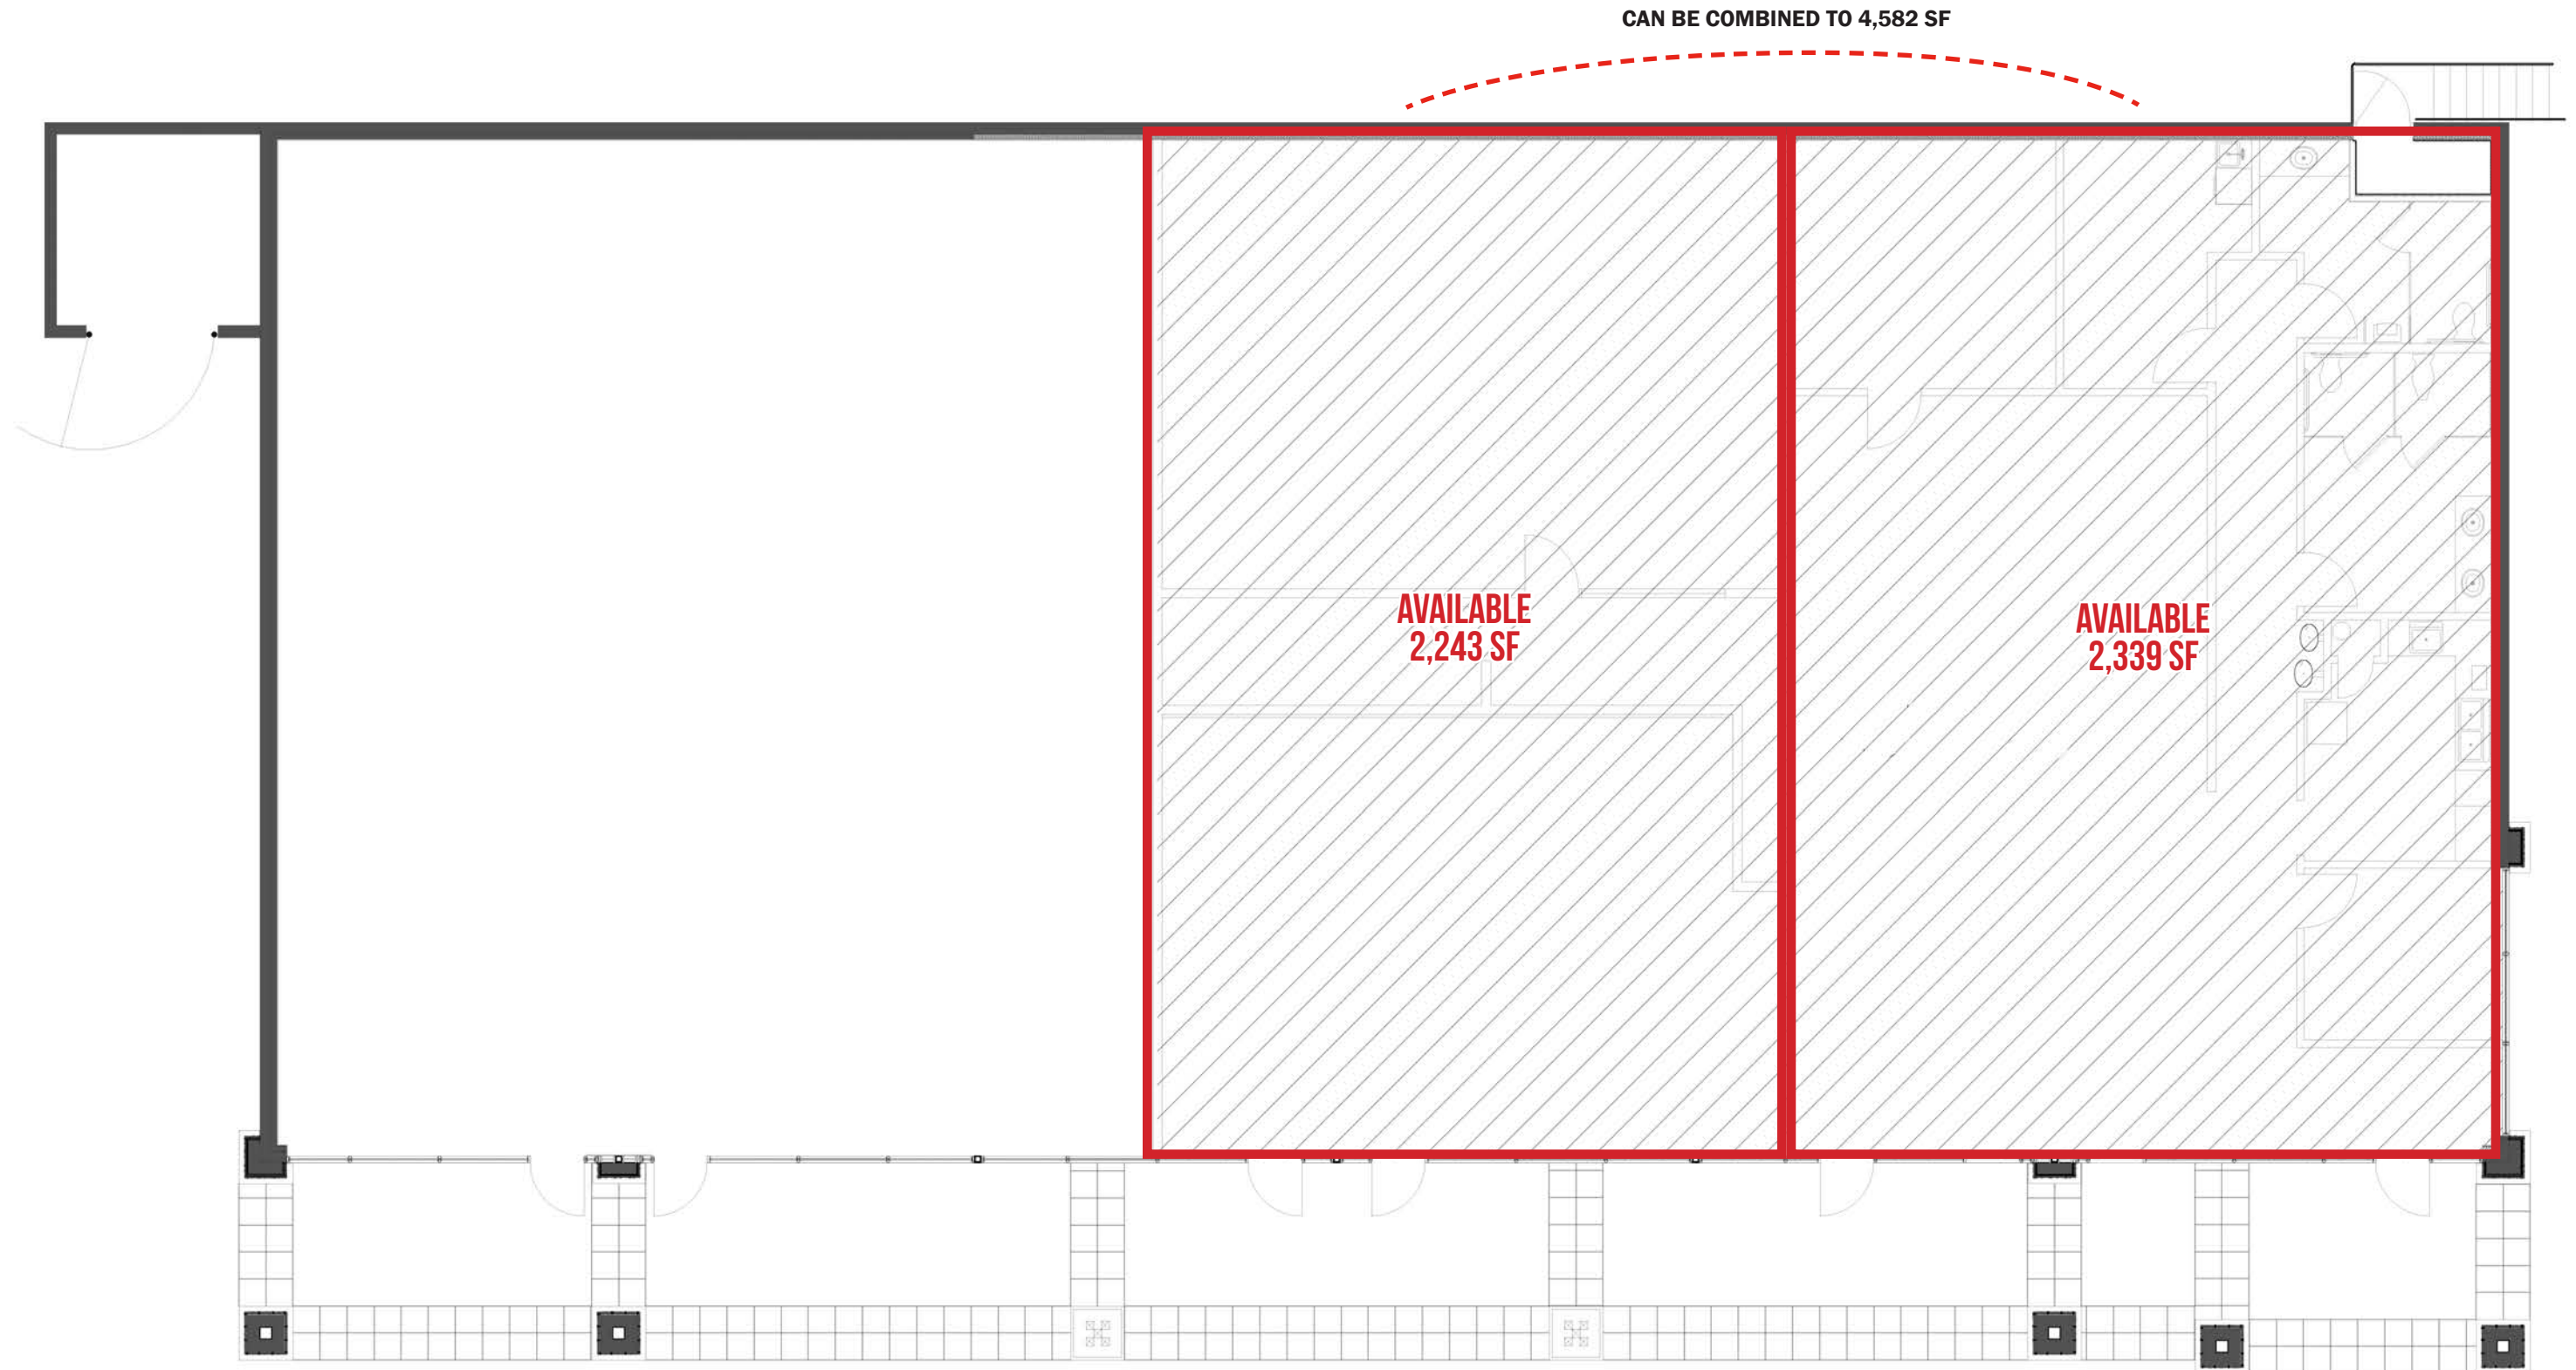 CAN BE COMBINED TO 4,582 SF
AVAILABLE
2,243 SF
AVAILABLE
2,339 SF